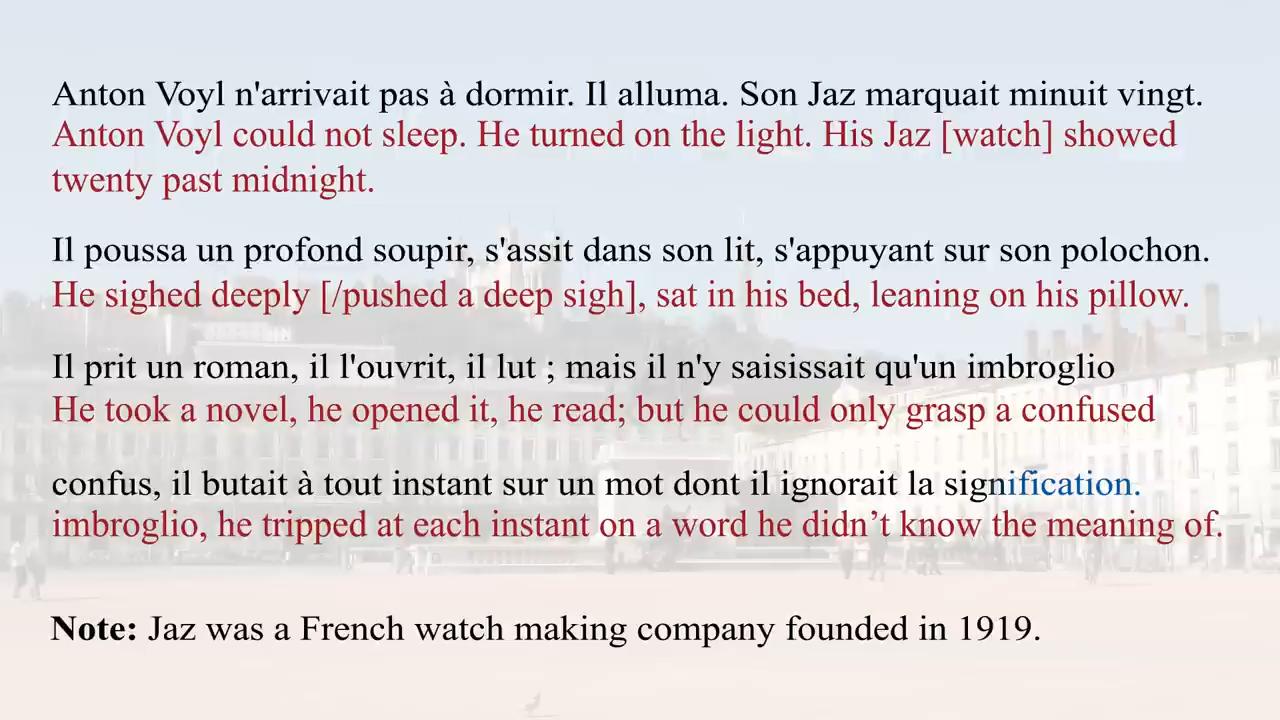 Anton Voyl n'arrivait pas à dormir. Il alluma. Son Jaz marquait minuit vingt.
Anton Voyl could not sleep. He turned on the light. His Jaz [watch] showed
twenty past midnight.
Il poussa un profond soupir, s'assit dans son lit, s'appuyant sur son polochon.
He sighed deeply [/pushed a deep sigh], sat in his bed, leaning on his pillow.
Il prit un roman, il l'ouvrit, il lut ; mais il n'y saisissait qu'un imbroglio
He took a novel, he opened it, he read; but he could only grasp a confused
confus, il butait à tout instant sur un mot dont il ignorait la signification.
imbroglio, he tripped at each instant on a word he didn’t know the meaning of.
Note: Jaz was a French watch making company founded in 1919.